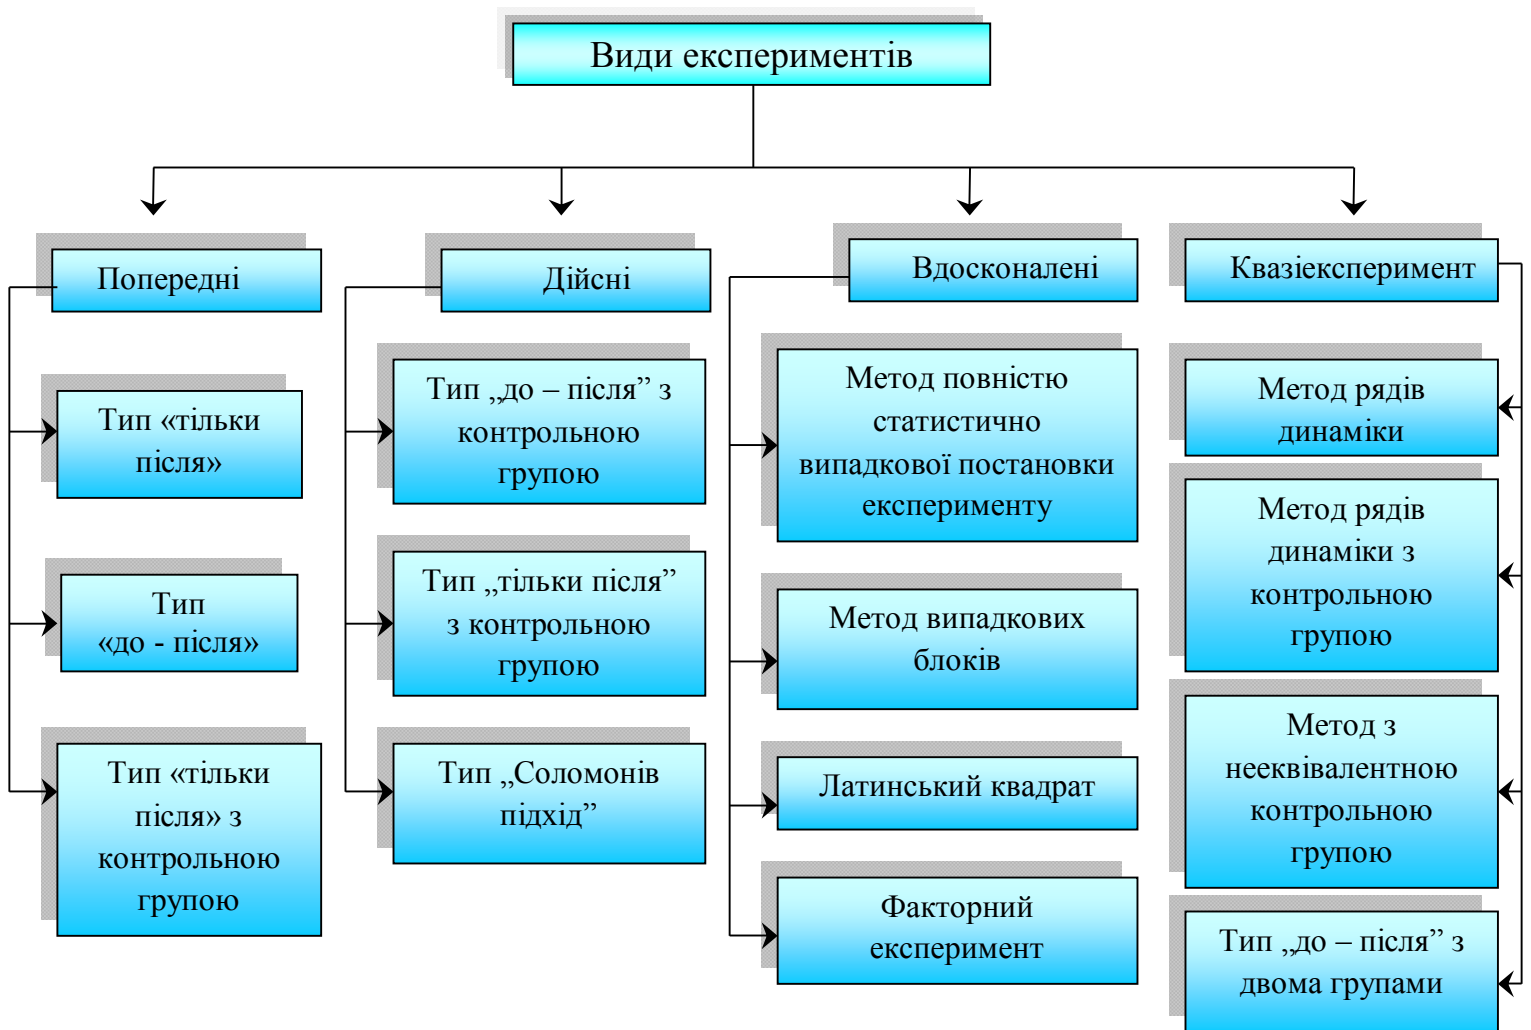 Види експериментів
Попередні
Тип «тільки
після»
Тип
«до - після»
Тип «тільки
після» з
контрольною
групою
Дійсні
Тип „до – після” з
контрольною
групою
Тип „тільки після”
з контрольною
групою
Тип „Соломонів
підхід”
Вдосконалені
Метод повністю
статистично
випадкової постановки
експерименту
Метод випадкових
блоків
Латинський квадрат
Факторний
експеримент
Квазіексперимент
Метод рядів
динаміки
Метод рядів
динаміки з
контрольною
групою
Метод з
нееквівалентною
контрольною
групою
Тип „до – після” з
двома групами